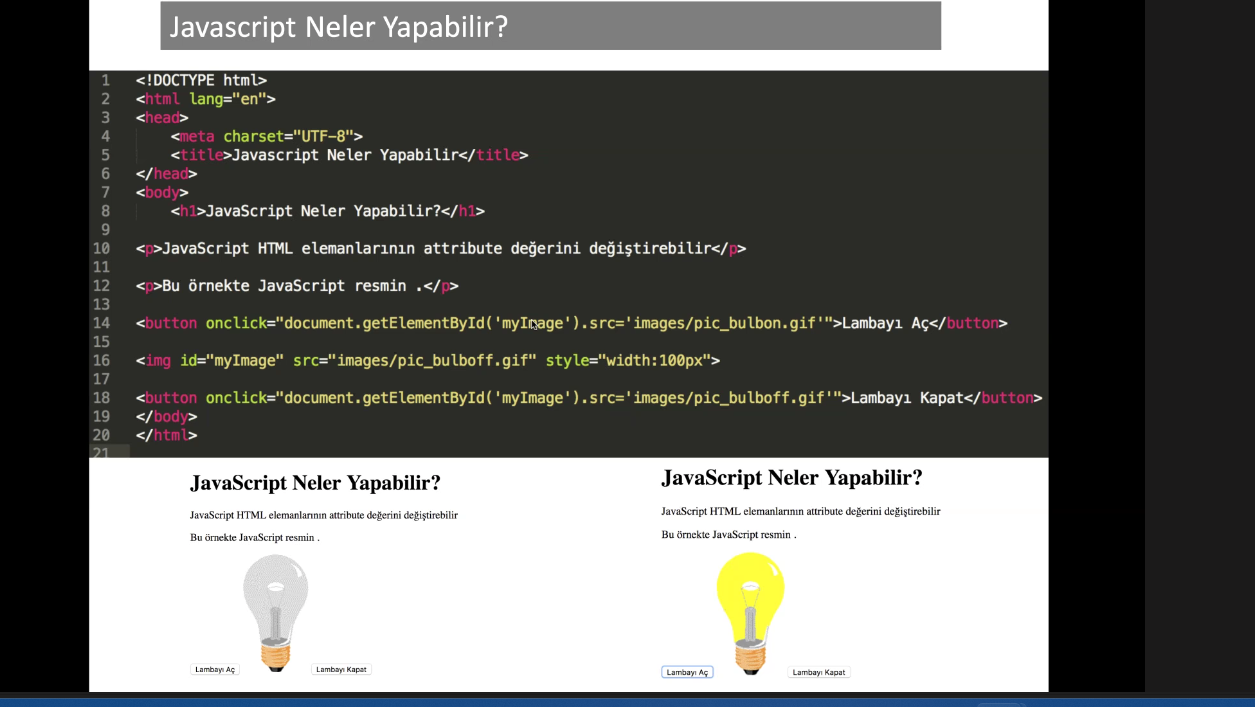 Javascript Neler Yapabilir?
1 <!DOCTYPE html>
2 <html lang="en">
3 <head>
4 <meta charset="UTF-8">
5 <title>Javascript Neler Yapabilir</title>
6 </head>
7 <body>
8 <h1>JavaScript Neler Yapabilir?</h1>
9
10 <p>JavaScript HTML elemanlarının attribute değerini değiştirebilir</p>
11
12 <p>Bu örnekte JavaScript resmin .</p>
13
14 <button onclick="document.getElementById('myImage').src='images/pic_bulbon.gif'">Lambayı Aç</button>
15
16 <img id="myImage" src="images/pic_bulboff.gif" style="width:100px">
17
18 <button onclick="document.getElementById('myImage').src='images/pic_bulboff.gif'">Lambayı Kapat</button>
19 </body>
20 </html>
21
JavaScript Neler Yapabilir?
JavaScript HTML elemanlarının attribute değerini değiştirebilir
Bu örnekte JavaScript resmin .
Lambayı Aç
Lambayı Kapat
JavaScript Neler Yapabilir?
JavaScript HTML elemanlarının attribute değerini değiştirebilir
Bu örnekte JavaScript resmin .
Lambayı Aç
Lambayı Kapat